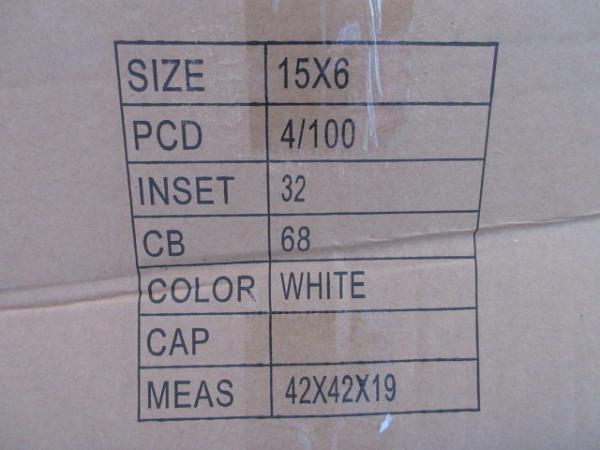 SIZE 15X6
PCD 4/100
INSET 32
CB 68
COLOR WHITE
CAP
MEAS 42X42X19